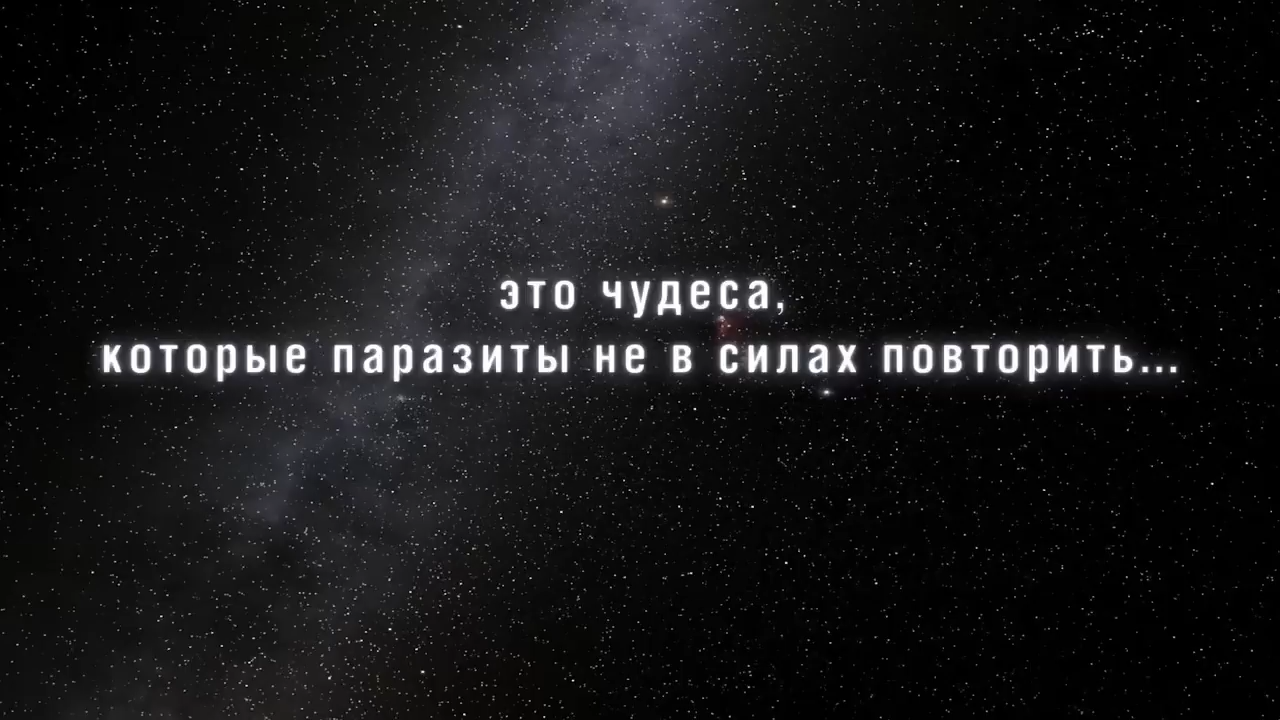 это чудеса,
которые паразиты не в силах повторить...